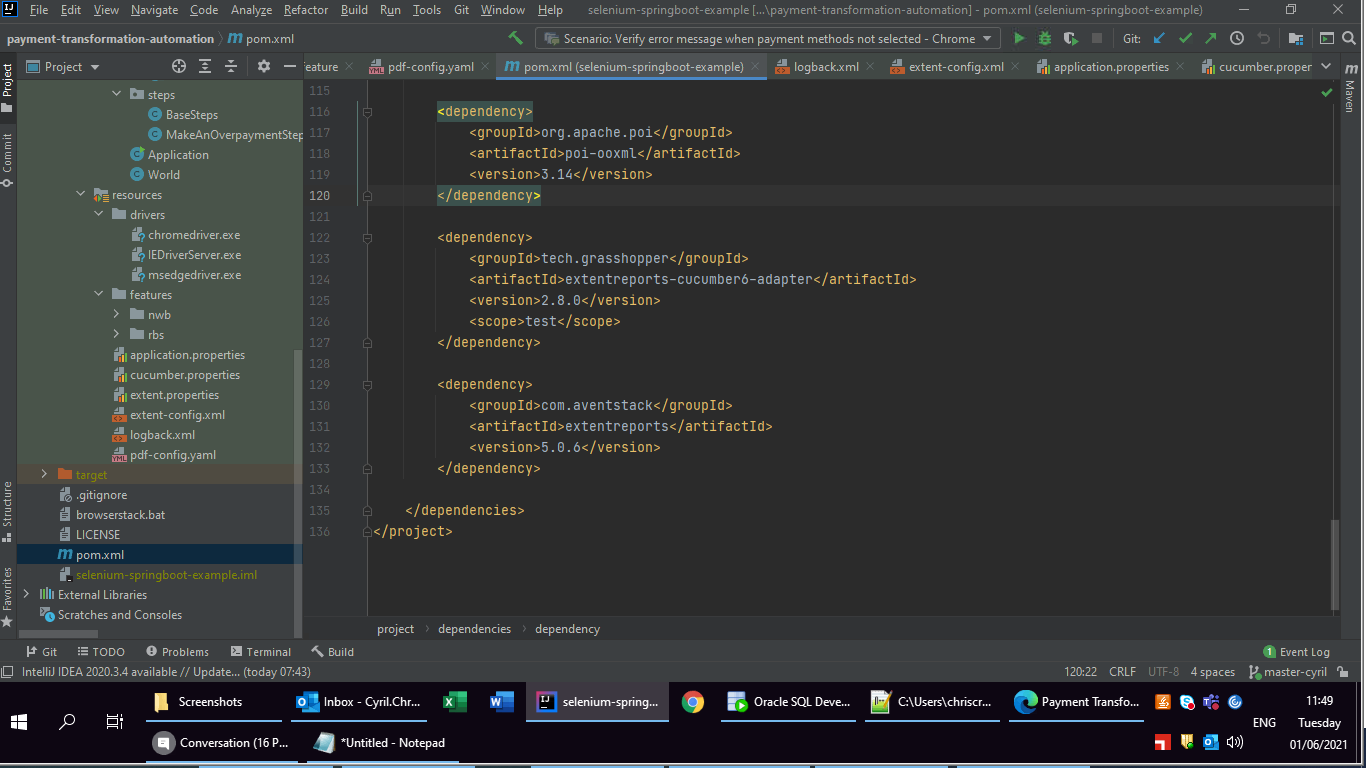 File Edit View Navigate Code Analyze Refactor Build Run Tools Git Window Help selenium-springboot-example [...\payment-transformation-automation] - pom.xml (selenium-springboot-example)
payment-transformation-automation pom.xml Scenario: Verify error message when payment methods not selected - Chrome Git:
Project eature pdf-config.yaml pom.xml (selenium-springboot-example) logback.xml extent-config.xml application.properties cucumber.proper
Project
Commit
Structure
Favorites
Maven
steps
BaseSteps
MakeAnOverpaymentStep
Application
World
resources
drivers
chromedriver.exe
IEDriverServer.exe
msedgedriver.exe
features
nwb
rbs
application.properties
cucumber.properties
extent.properties
extent-config.xml
logback.xml
pdf-config.yaml
target
.gitignore
browserstack.bat
LICENSE
pom.xml
selenium-springboot-example.iml
External Libraries
Scratches and Consoles
115
116 <dependency>
117 <groupId>org.apache.poi</groupId>
118 <artifactId>poi-ooxml</artifactId>
119 <version>3.14</version>
120 </dependency>
121
122 <dependency>
123 <groupId>tech.grasshopper</groupId>
124 <artifactId>extentreports-cucumber6-adapter</artifactId>
125 <version>2.8.0</version>
126 <scope>test</scope>
127 </dependency>
128
129 <dependency>
130 <groupId>com.aventstack</groupId>
131 <artifactId>extentreports</artifactId>
132 <version>5.0.6</version>
133 </dependency>
134
135 </dependencies>
136 </project>
project dependencies dependency
Git TODO Problems Terminal Build 1 Event Log
IntelliJ IDEA 2020.3.4 available // Update... (today 07:43) 120:22 CRLF UTF-8 4 spaces master-cyril
Screenshots Inbox - Cyril.Chr... selenium-spring... Oracle SQL Deve... C:\Users\chriscr... Payment Transfo...
Conversation (16 P... *Untitled - Notepad
ENG
11:49
Tuesday
01/06/2021